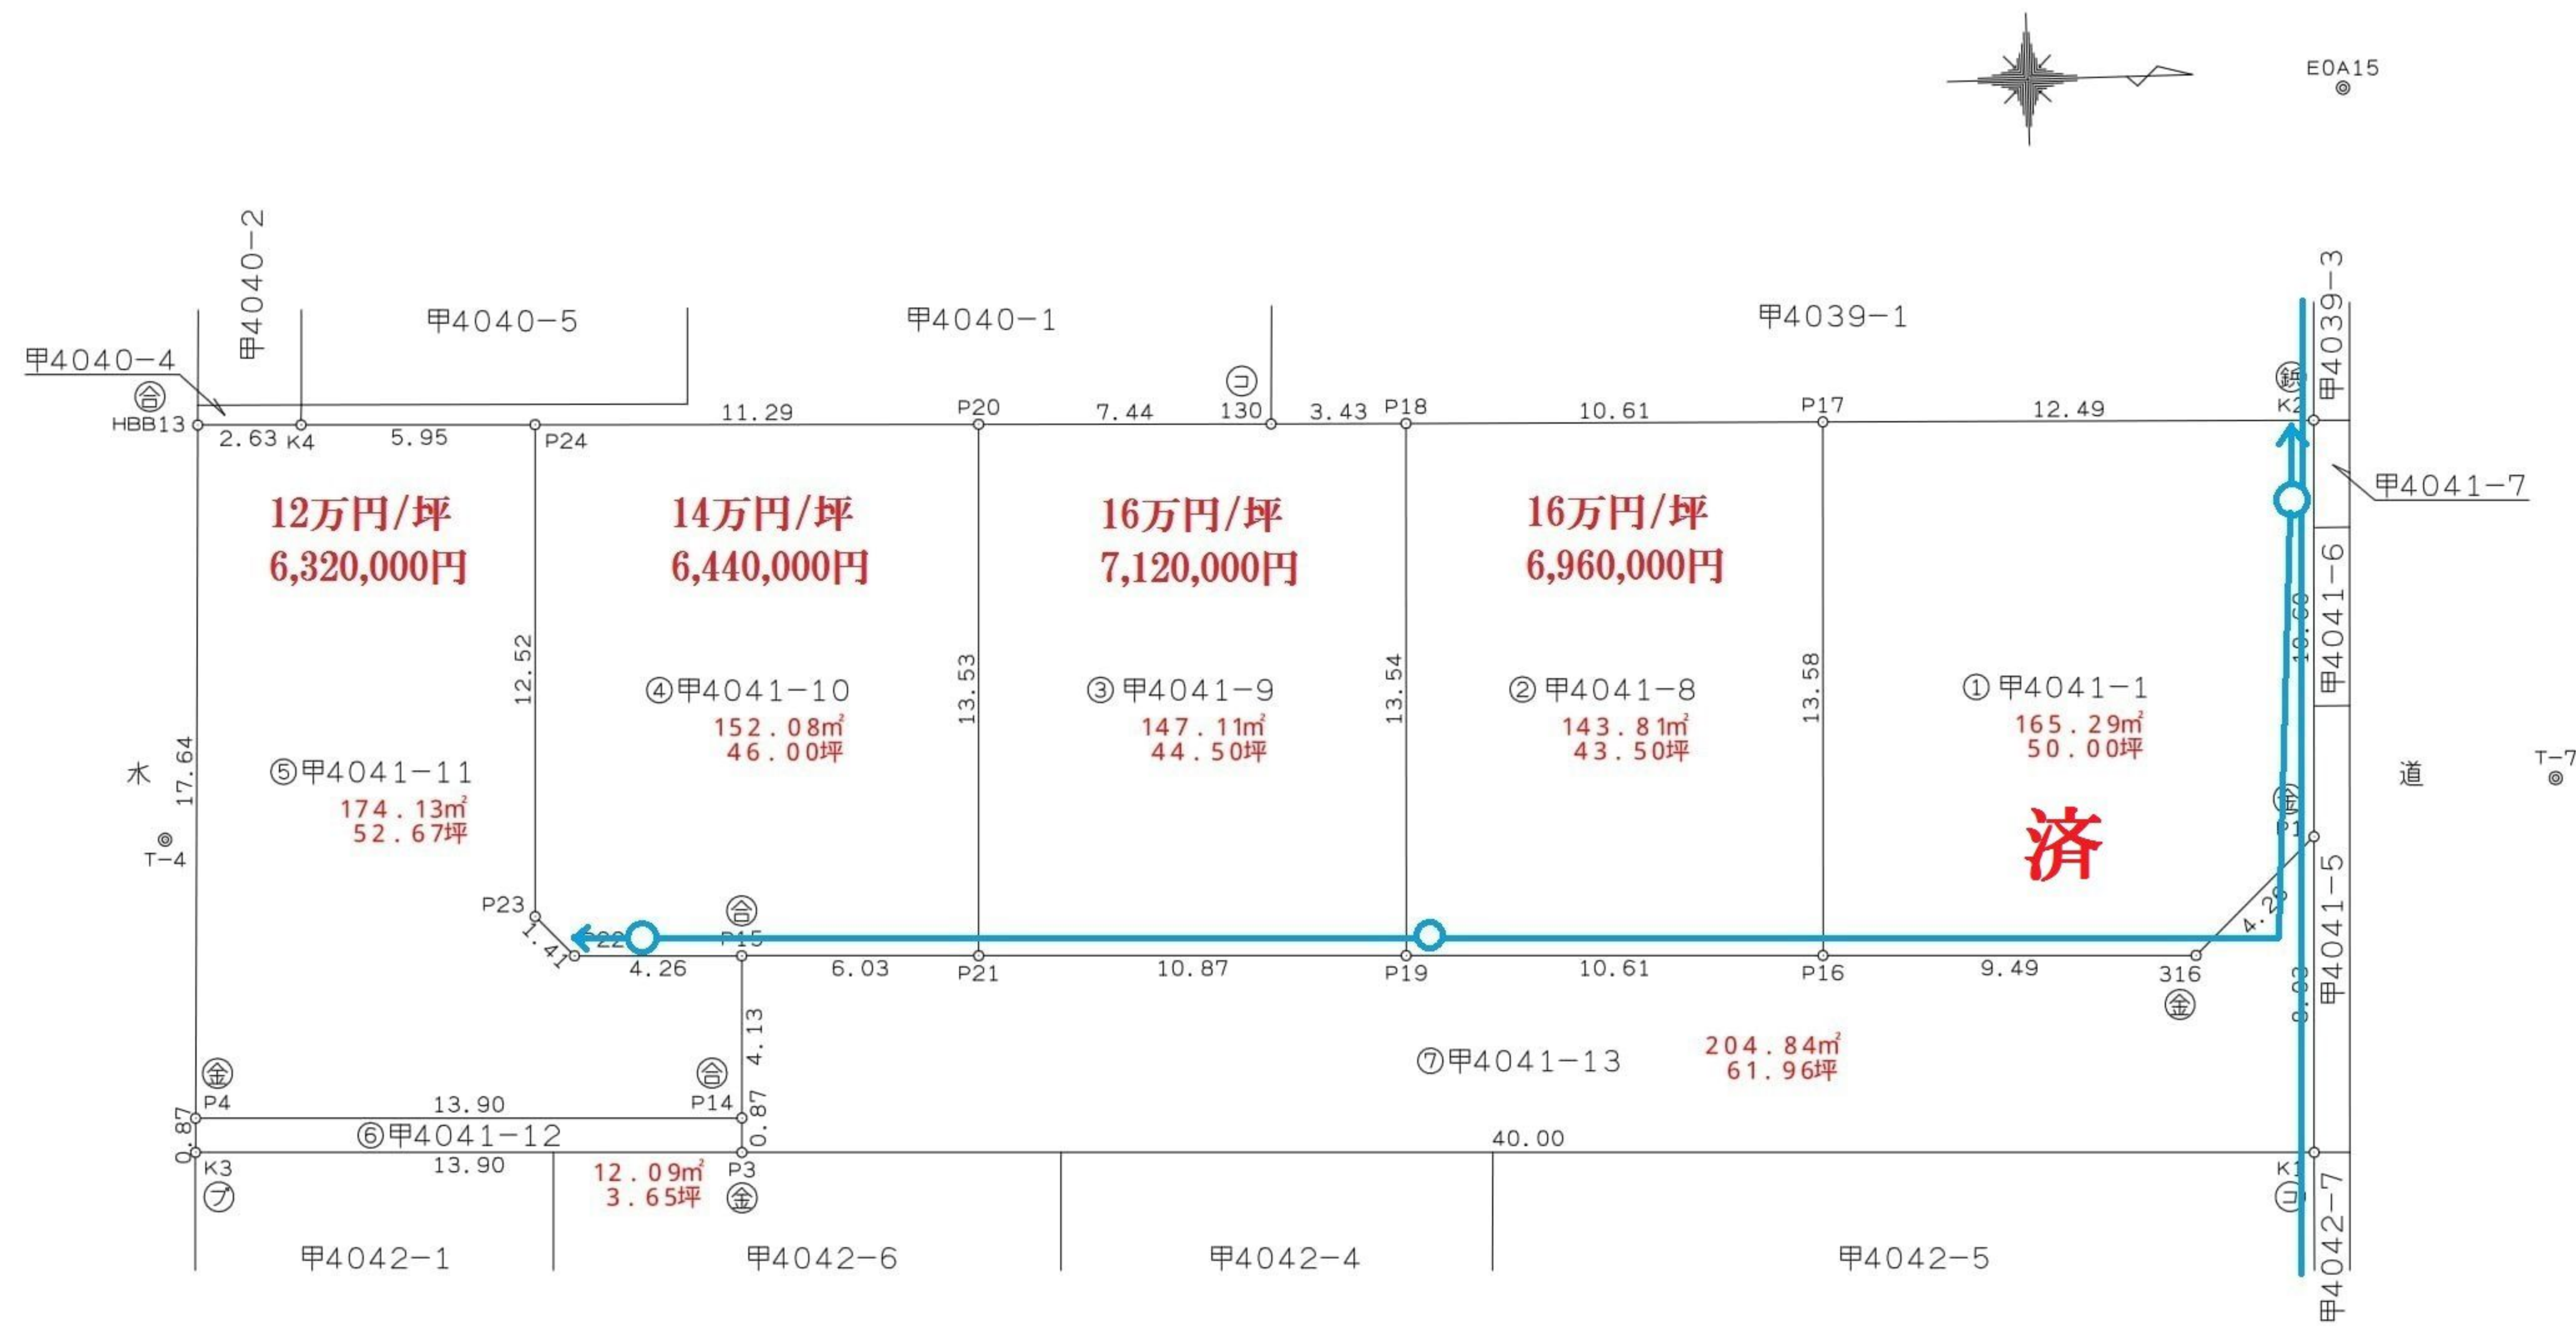 EOA15
甲4040-2
甲4039-3
甲4040-5
甲4040-1
甲4039-1
甲4040-4
合
コ
鋲
HBB13
2.63
K4
5.95
P24
11.29
P20
7.44
130
3.43
P18
10.61
P17
12.49
K2
甲4041-7
12万円/坪
6,320,000円
14万円/坪
6,440,000円
16万円/坪
7,120,000円
16万円/坪
6,960,000円
甲4041-6
12.52
13.53
13.54
13.58
④甲4041-10
152.08㎡
46.00坪
③甲4041-9
147.11㎡
44.50坪
②甲4041-8
143.81㎡
43.50坪
①甲4041-1
165.29㎡
50.00坪
済
⑤甲4041-11
174.13㎡
52.67坪
水
17.64
T-4
道
T-7
金
P1
甲4041-5
P23
1.41
P22
合
P15
4.26
6.03
P21
10.87
P19
10.61
P16
9.49
316
金
4.13
⑦甲4041-13
204.84㎡
61.96坪
金
P4
13.90
合
P14
0.87
0.87
⑥甲4041-12
40.00
K3
13.90
プ
12.09㎡
3.65坪
P3
金
K1
コ
甲4042-7
甲4042-1
甲4042-6
甲4042-4
甲4042-5